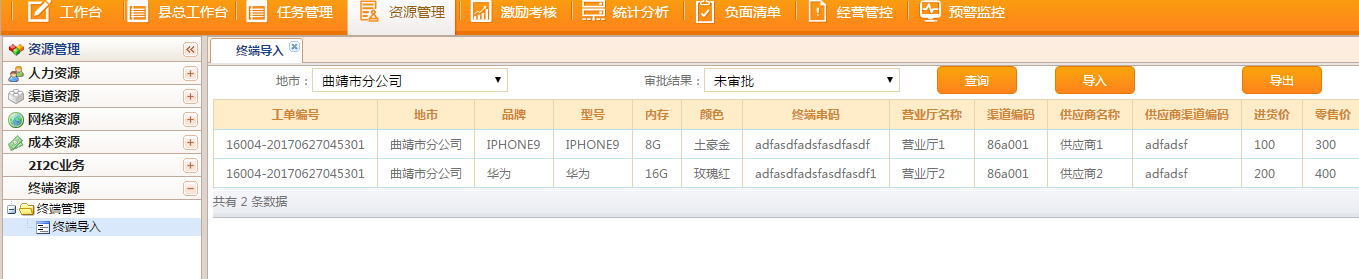 工作台 县总工作台 任务管理 资源管理 激励考核 统计分析 负面清单 经营管控 预警监控
资源管理
人力资源
渠道资源
网络资源
成本资源
2I2C业务
终端资源
终端管理
终端导入
终端导入
地市： 曲靖市分公司 审批结果： 未审批 查询 导入 导出
工单编号 地市 品牌 型号 内存 颜色 终端串码 营业厅名称 渠道编码 供应商名称 供应商渠道编码 进货价 零售价
16004-20170627045301 曲靖市分公司 IPHONE9 IPHONE9 8G 土豪金 adfasdfadsfasdfasdf 营业厅1 86a001 供应商1 adfadsf 100 300
16004-20170627045301 曲靖市分公司 华为 华为 16G 玫瑰红 adfasdfadsfasdfasdf1 营业厅2 86a001 供应商2 adfadsf 200 400
共有 2 条数据